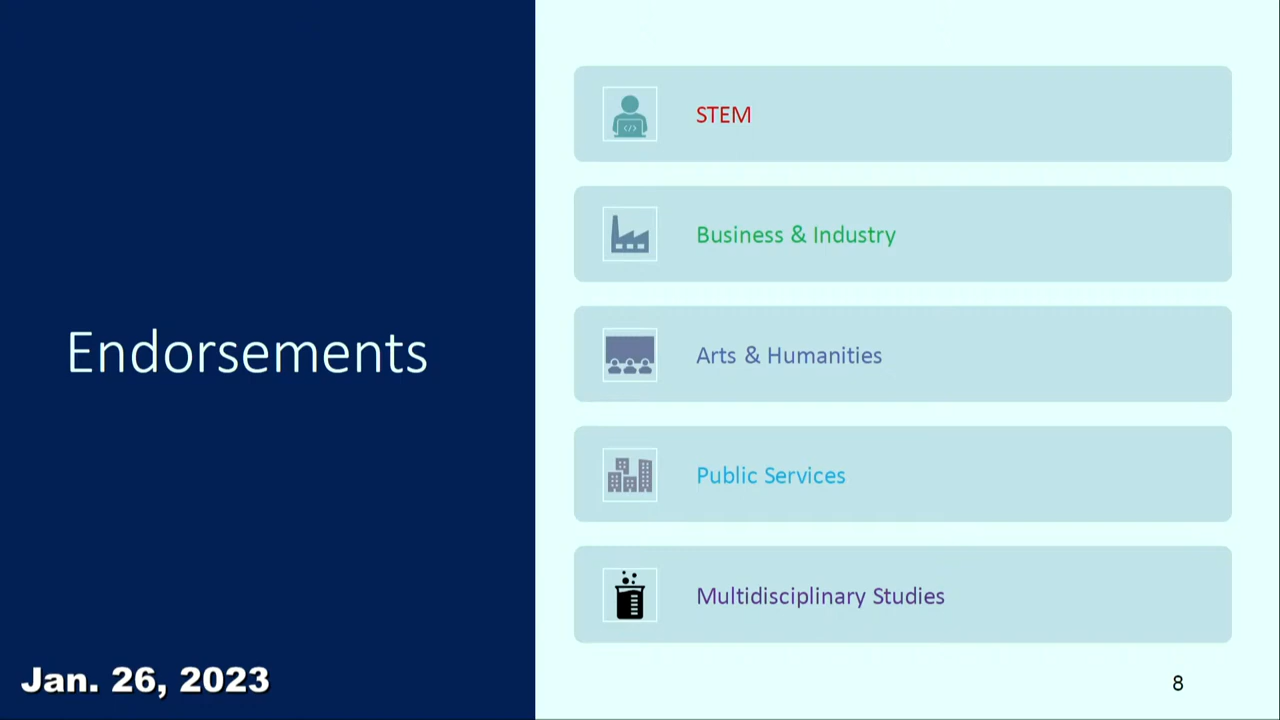 Endorsements
STEM
Business & Industry
Arts & Humanities
Public Services
Multidisciplinary Studies
Jan. 26, 2023
8